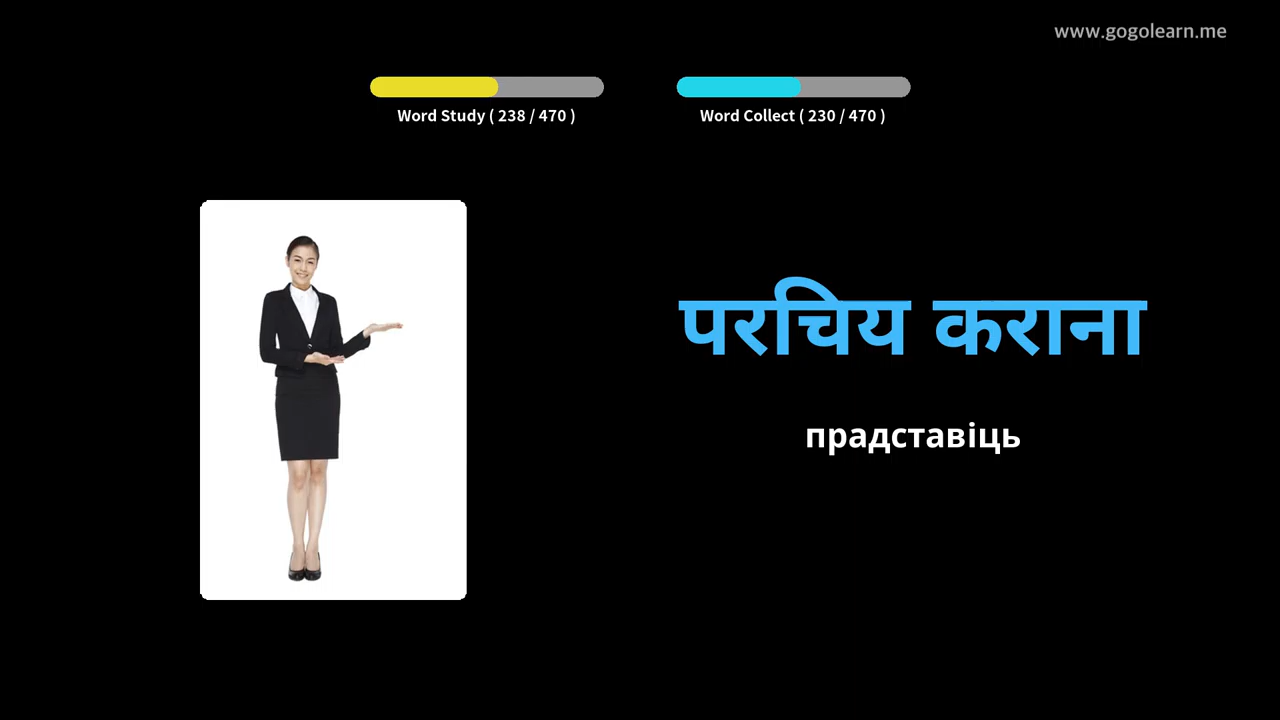 www.gogolearn.me
Word Study ( 238 / 470 )
Word Collect ( 230 / 470 )
परिचय कराना
прадставіць